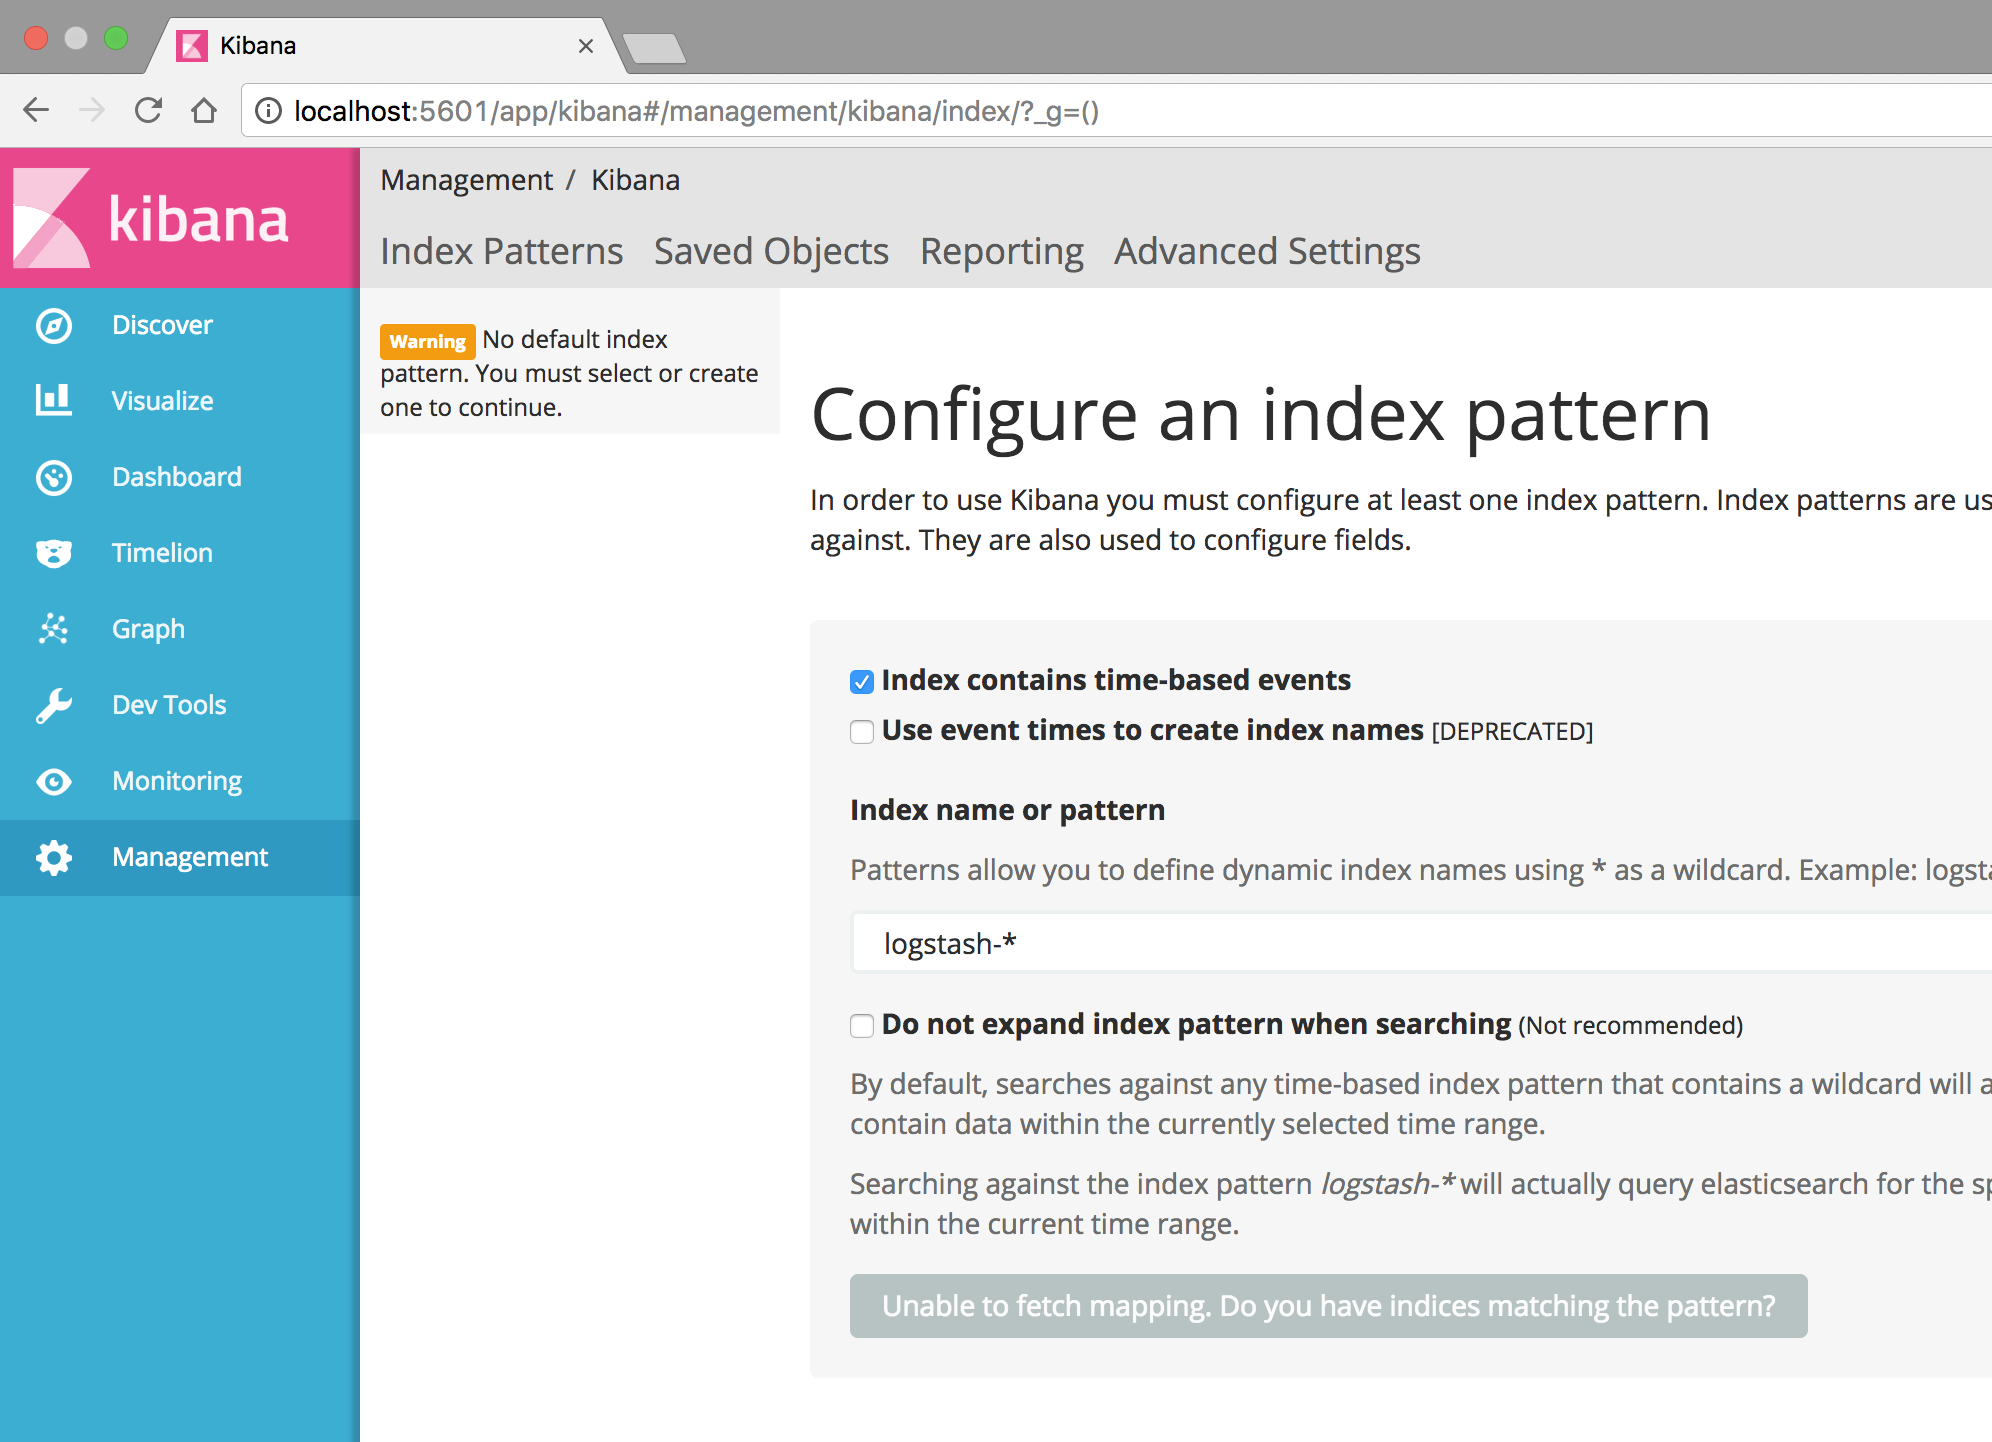 Kibana
localhost:5601/app/kibana#/management/kibana/index/?_g=()
kibana
Management / Kibana
Index Patterns Saved Objects Reporting Advanced Settings
Discover
Visualize
Dashboard
Timelion
Graph
Dev Tools
Monitoring
Management
Warning No default index
pattern. You must select or create
one to continue.
Configure an index pattern
In order to use Kibana you must configure at least one index pattern. Index patterns are us
against. They are also used to configure fields.
Index contains time-based events
Use event times to create index names [DEPRECATED]
Index name or pattern
Patterns allow you to define dynamic index names using * as a wildcard. Example: logsta
logstash-*
Do not expand index pattern when searching (Not recommended)
By default, searches against any time-based index pattern that contains a wildcard will a
contain data within the currently selected time range.
Searching against the index pattern logstash-* will actually query elasticsearch for the sp
within the current time range.
Unable to fetch mapping. Do you have indices matching the pattern?